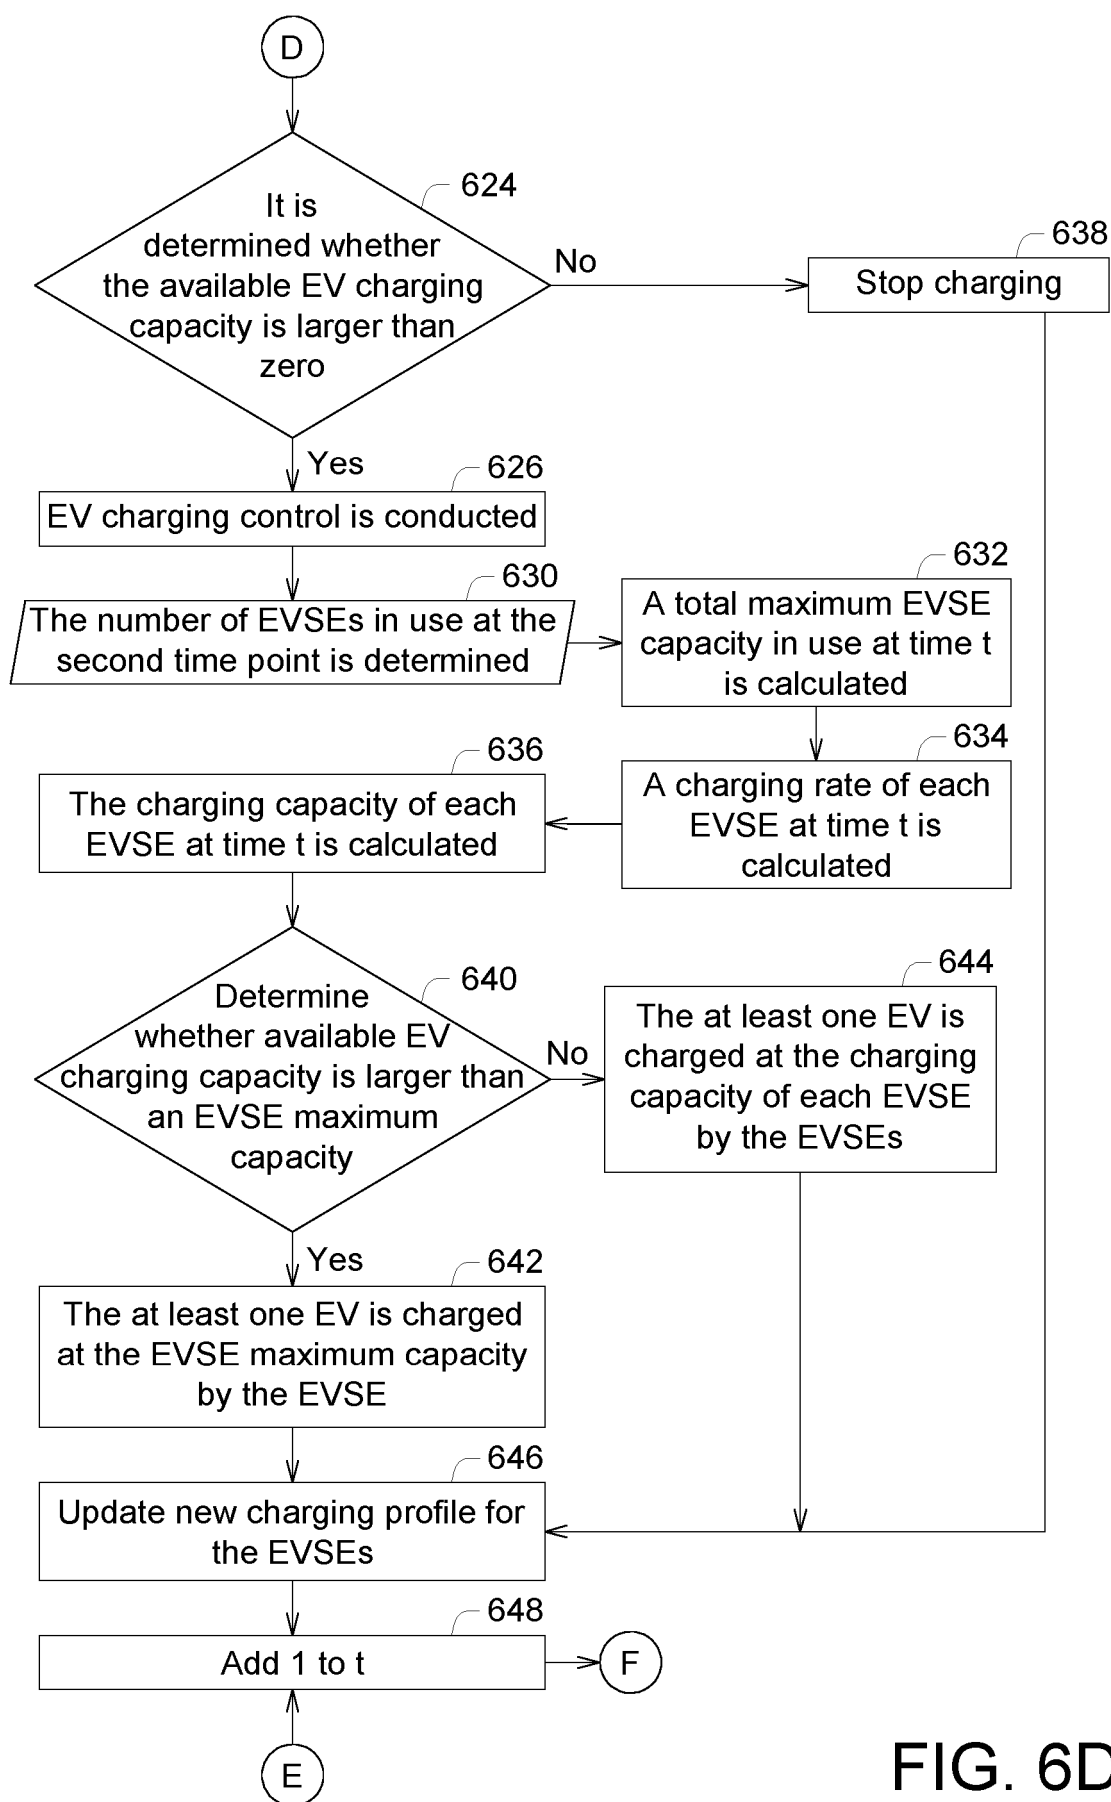 D
624
It is
determined whether
the available EV charging
capacity is larger than
zero
No
638
Stop charging
Yes
626
EV charging control is conducted
630
The number of EVSEs in use at the
second time point is determined
632
A total maximum EVSE
capacity in use at time t
is calculated
634
A charging rate of each
EVSE at time t is
calculated
636
The charging capacity of each
EVSE at time t is calculated
640
Determine
whether available EV
charging capacity is larger than
an EVSE maximum
capacity
No
644
The at least one EV is
charged at the charging
capacity of each EVSE
by the EVSEs
Yes
642
The at least one EV is charged
at the EVSE maximum capacity
by the EVSE
646
Update new charging profile for
the EVSEs
648
Add 1 to t
F
E
FIG. 6D